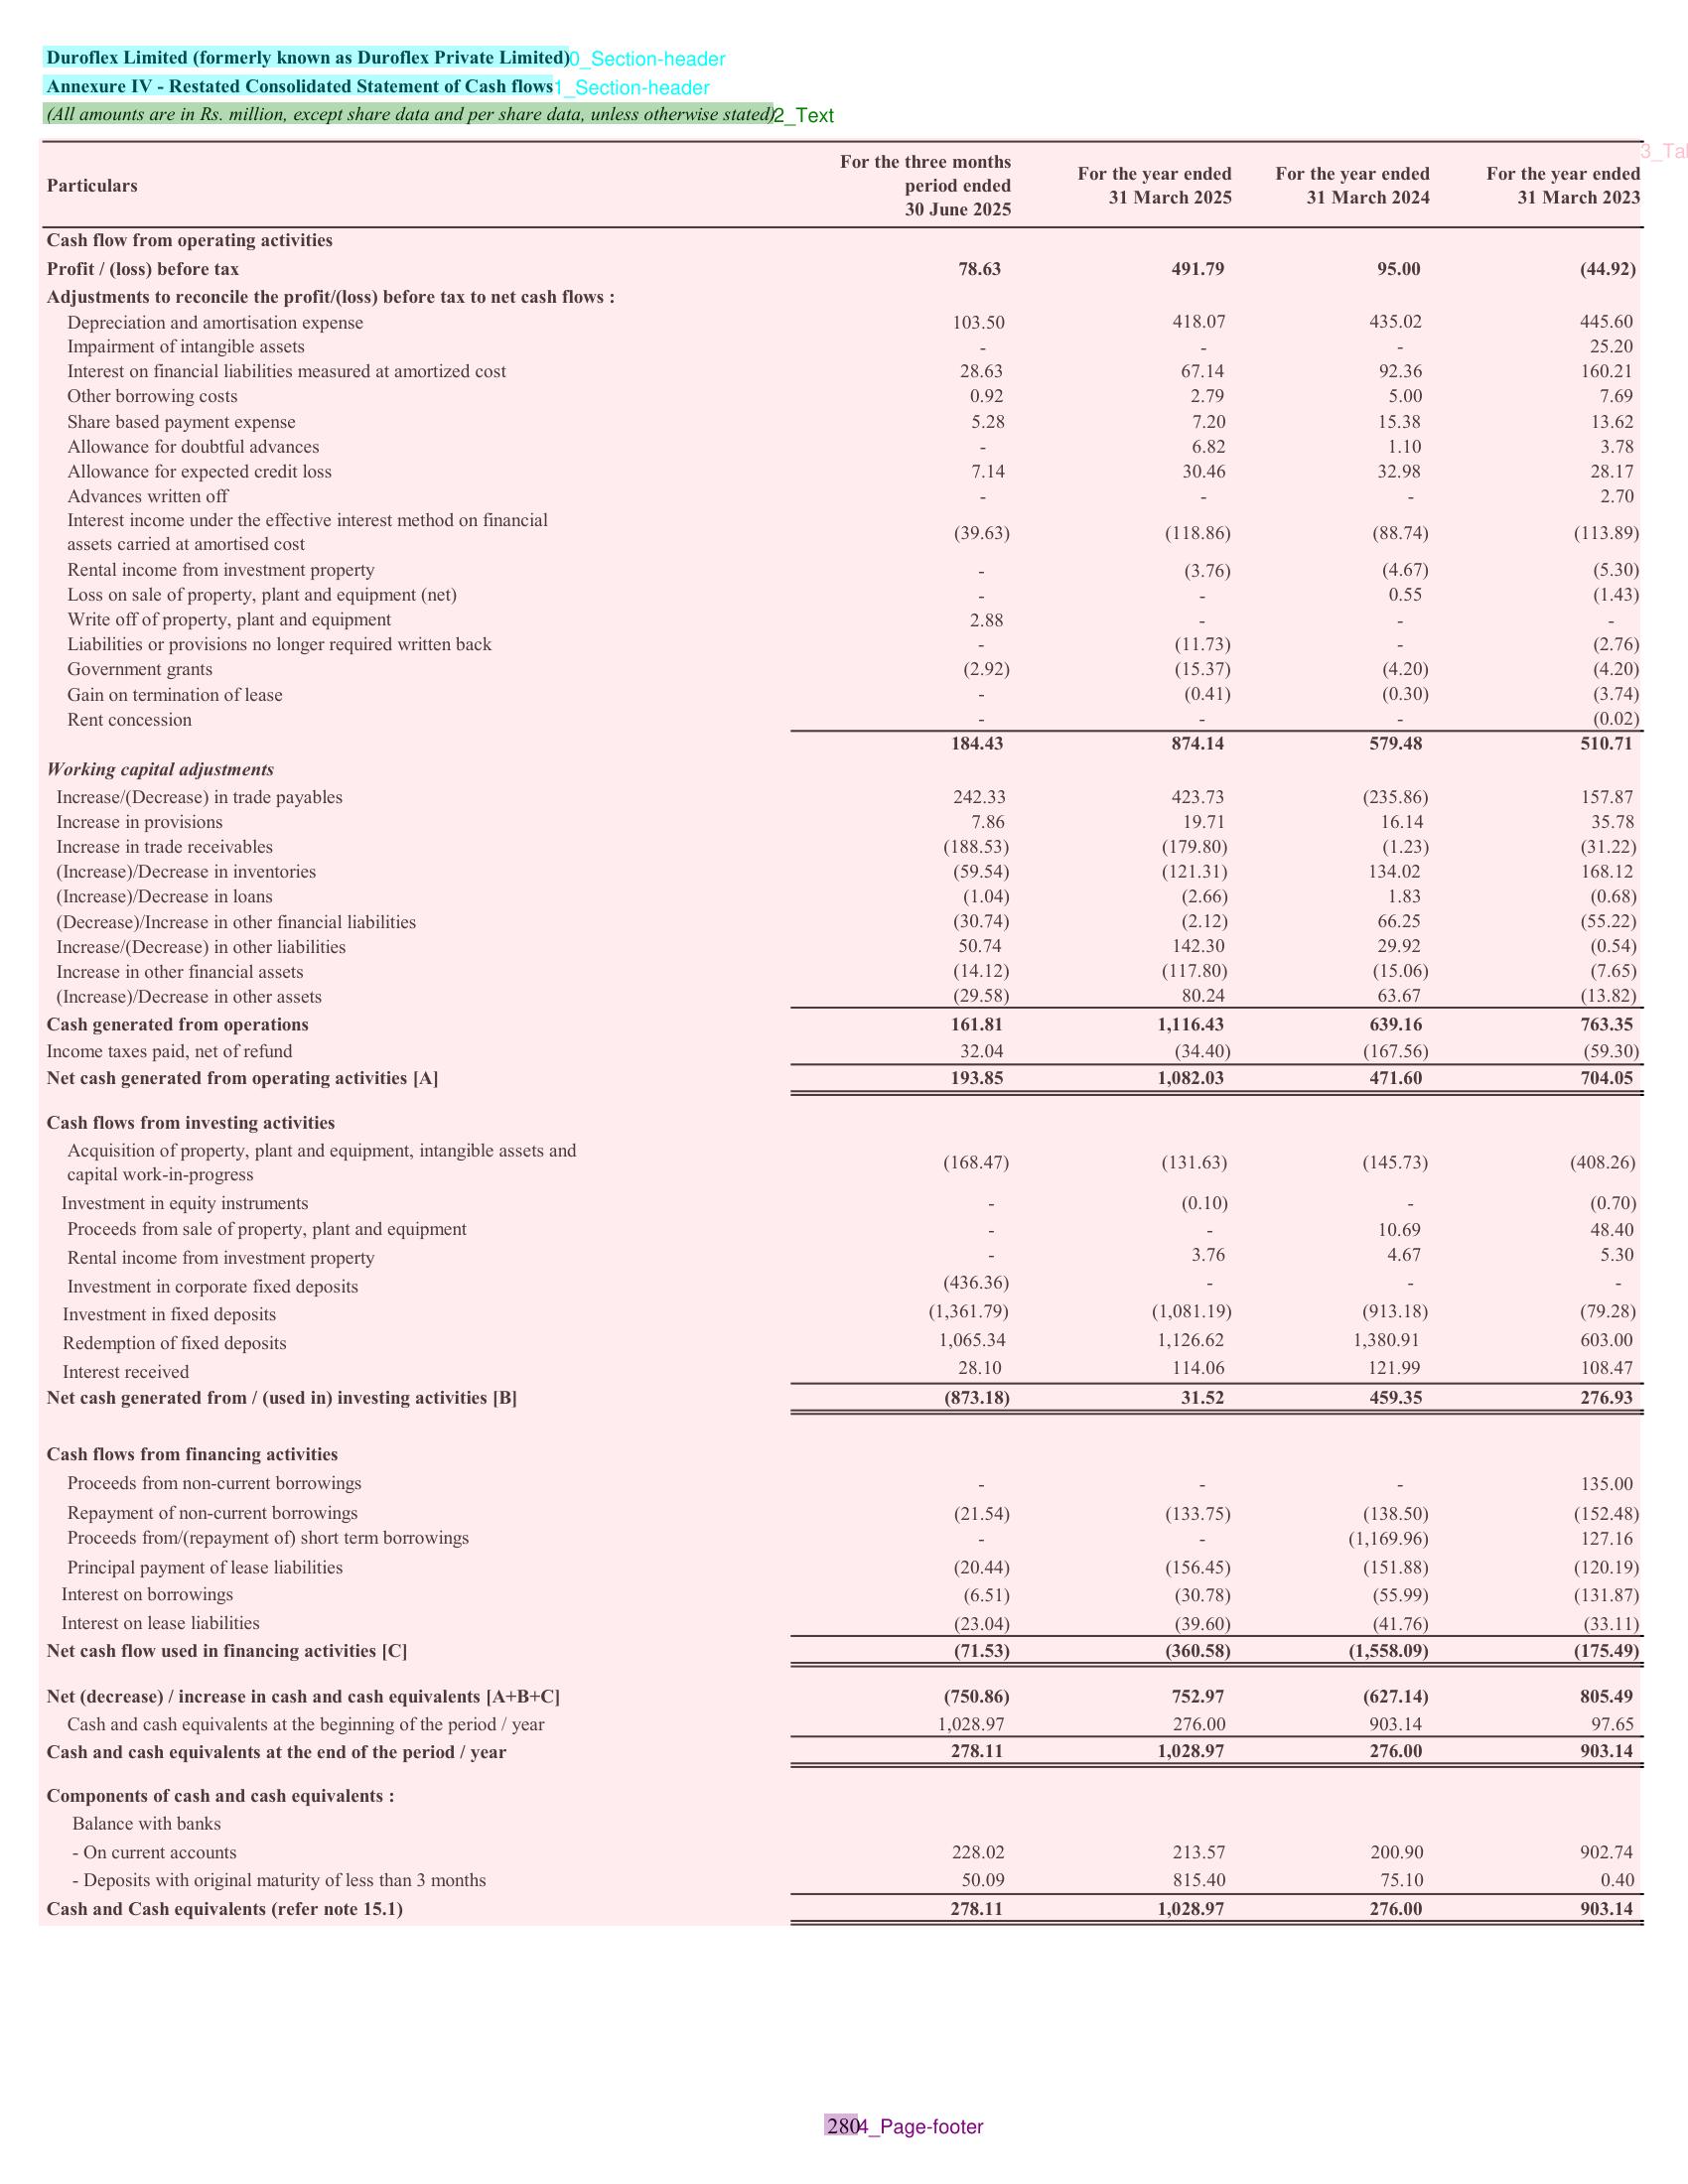 Duroflex Limited (formerly known as Duroflex Private Limited) 0_Section-header
Annexure IV - Restated Consolidated Statement of Cash flows 1_Section-header
(All amounts are in Rs. million, except share data and per share data, unless otherwise stated) 2_Text
3_Tal
Particulars For the three months period ended 30 June 2025 For the year ended 31 March 2025 For the year ended 31 March 2024 For the year ended 31 March 2023
Cash flow from operating activities
Profit / (loss) before tax 78.63 491.79 95.00 (44.92)
Adjustments to reconcile the profit/(loss) before tax to net cash flows :
Depreciation and amortisation expense 103.50 418.07 435.02 445.60
Impairment of intangible assets - - - 25.20
Interest on financial liabilities measured at amortized cost 28.63 67.14 92.36 160.21
Other borrowing costs 0.92 2.79 5.00 7.69
Share based payment expense 5.28 7.20 15.38 13.62
Allowance for doubtful advances - 6.82 1.10 3.78
Allowance for expected credit loss 7.14 30.46 32.98 28.17
Advances written off - - - 2.70
Interest income under the effective interest method on financial
assets carried at amortised cost (39.63) (118.86) (88.74) (113.89)
Rental income from investment property - (3.76) (4.67) (5.30)
Loss on sale of property, plant and equipment (net) - - 0.55 (1.43)
Write off of property, plant and equipment 2.88 - - -
Liabilities or provisions no longer required written back - (11.73) - (2.76)
Government grants (2.92) (15.37) (4.20) (4.20)
Gain on termination of lease - (0.41) (0.30) (3.74)
Rent concession - - - (0.02)
184.43 874.14 579.48 510.71
Working capital adjustments
Increase/(Decrease) in trade payables 242.33 423.73 (235.86) 157.87
Increase in provisions 7.86 19.71 16.14 35.78
Increase in trade receivables (188.53) (179.80) (1.23) (31.22)
(Increase)/Decrease in inventories (59.54) (121.31) 134.02 168.12
(Increase)/Decrease in loans (1.04) (2.66) 1.83 (0.68)
(Decrease)/Increase in other financial liabilities (30.74) (2.12) 66.25 (55.22)
Increase/(Decrease) in other liabilities 50.74 142.30 29.92 (0.54)
Increase in other financial assets (14.12) (117.80) (15.06) (7.65)
(Increase)/Decrease in other assets (29.58) 80.24 63.67 (13.82)
Cash generated from operations 161.81 1,116.43 639.16 763.35
Income taxes paid, net of refund 32.04 (34.40) (167.56) (59.30)
Net cash generated from operating activities [A] 193.85 1,082.03 471.60 704.05
Cash flows from investing activities
Acquisition of property, plant and equipment, intangible assets and
capital work-in-progress (168.47) (131.63) (145.73) (408.26)
Investment in equity instruments - (0.10) - (0.70)
Proceeds from sale of property, plant and equipment - - 10.69 48.40
Rental income from investment property - 3.76 4.67 5.30
Investment in corporate fixed deposits (436.36) - - -
Investment in fixed deposits (1,361.79) (1,081.19) (913.18) (79.28)
Redemption of fixed deposits 1,065.34 1,126.62 1,380.91 603.00
Interest received 28.10 114.06 121.99 108.47
Net cash generated from / (used in) investing activities [B] (873.18) 31.52 459.35 276.93
Cash flows from financing activities
Proceeds from non-current borrowings - - - 135.00
Repayment of non-current borrowings (21.54) (133.75) (138.50) (152.48)
Proceeds from/(repayment of) short term borrowings - - (1,169.96) 127.16
Principal payment of lease liabilities (20.44) (156.45) (151.88) (120.19)
Interest on borrowings (6.51) (30.78) (55.99) (131.87)
Interest on lease liabilities (23.04) (39.60) (41.76) (33.11)
Net cash flow used in financing activities [C] (71.53) (360.58) (1,558.09) (175.49)
Net (decrease) / increase in cash and cash equivalents [A+B+C] (750.86) 752.97 (627.14) 805.49
Cash and cash equivalents at the beginning of the period / year 1,028.97 276.00 903.14 97.65
Cash and cash equivalents at the end of the period / year 278.11 1,028.97 276.00 903.14
Components of cash and cash equivalents :
Balance with banks
- On current accounts 228.02 213.57 200.90 902.74
- Deposits with original maturity of less than 3 months 50.09 815.40 75.10 0.40
Cash and Cash equivalents (refer note 15.1) 278.11 1,028.97 276.00 903.14
280 4_Page-footer